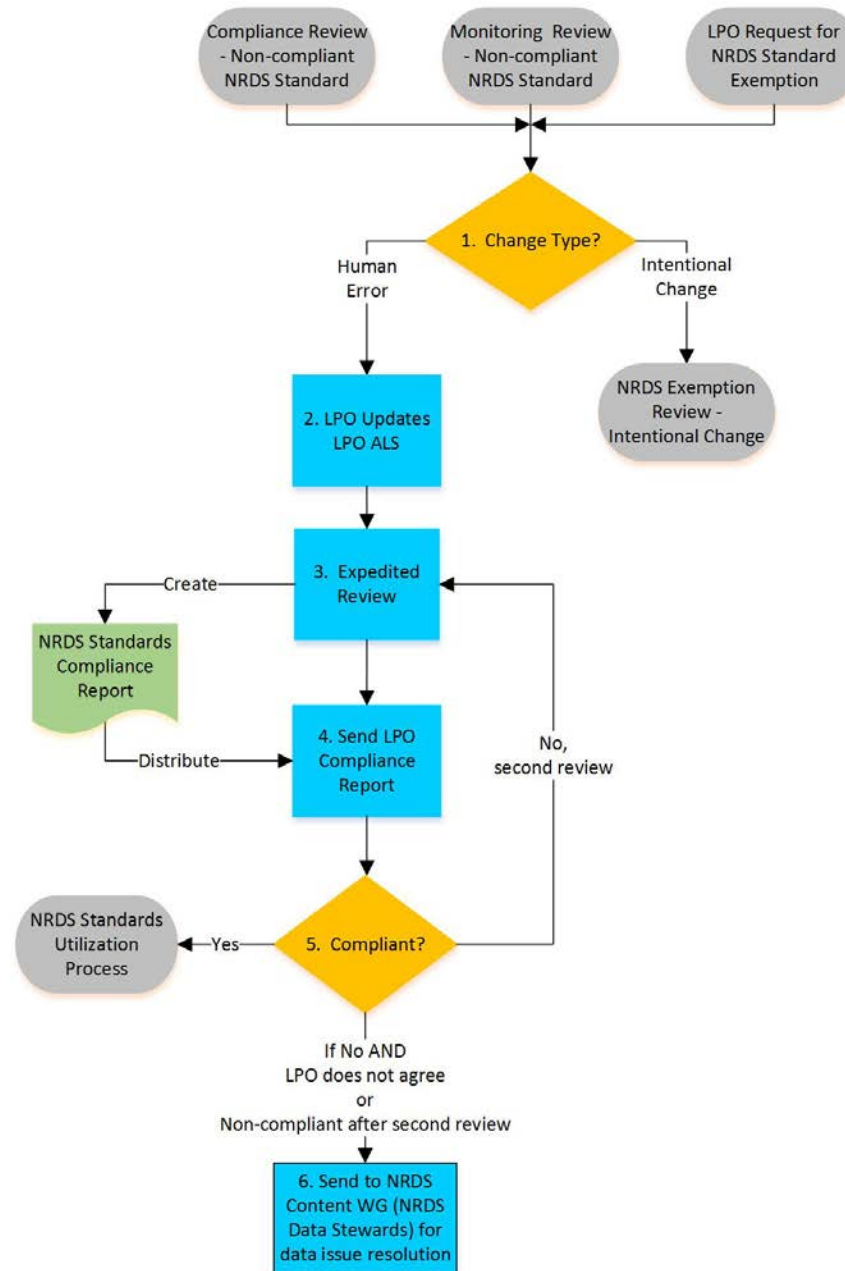 Compliance Review
- Non-compliant
NRDS Standard
Monitoring Review
- Non-compliant
NRDS Standard
LPO Request for
NRDS Standard
Exemption
1. Change Type?
Human
Error
Intentional
Change
2. LPO Updates
LPO ALS
NRDS Exemption
Review -
Intentional Change
3. Expedited
Review
Create
NRDS Standards
Compliance
Report
4. Send LPO
Compliance
Report
Distribute
No,
second review
5. Compliant?
Yes
NRDS Standards
Utilization
Process
If No AND
LPO does not agree
or
Non-compliant after second review
6. Send to NRDS
Content WG (NRDS
Data Stewards) for
data issue resolution